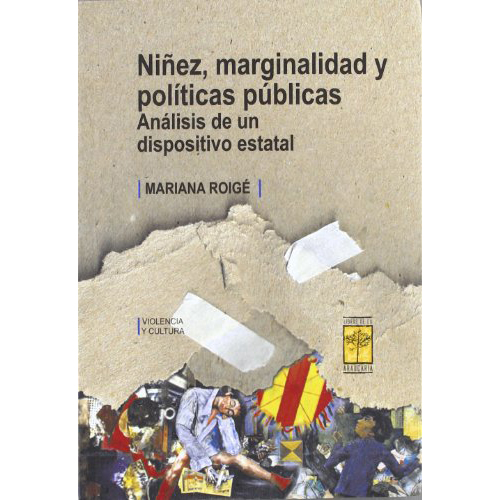 Niñez, marginalidad y
políticas públicas
Análisis de un
dispositivo estatal
MARIANA ROIGÉ
VIOLENCIA
Y CULTURA
ARAUCARIA